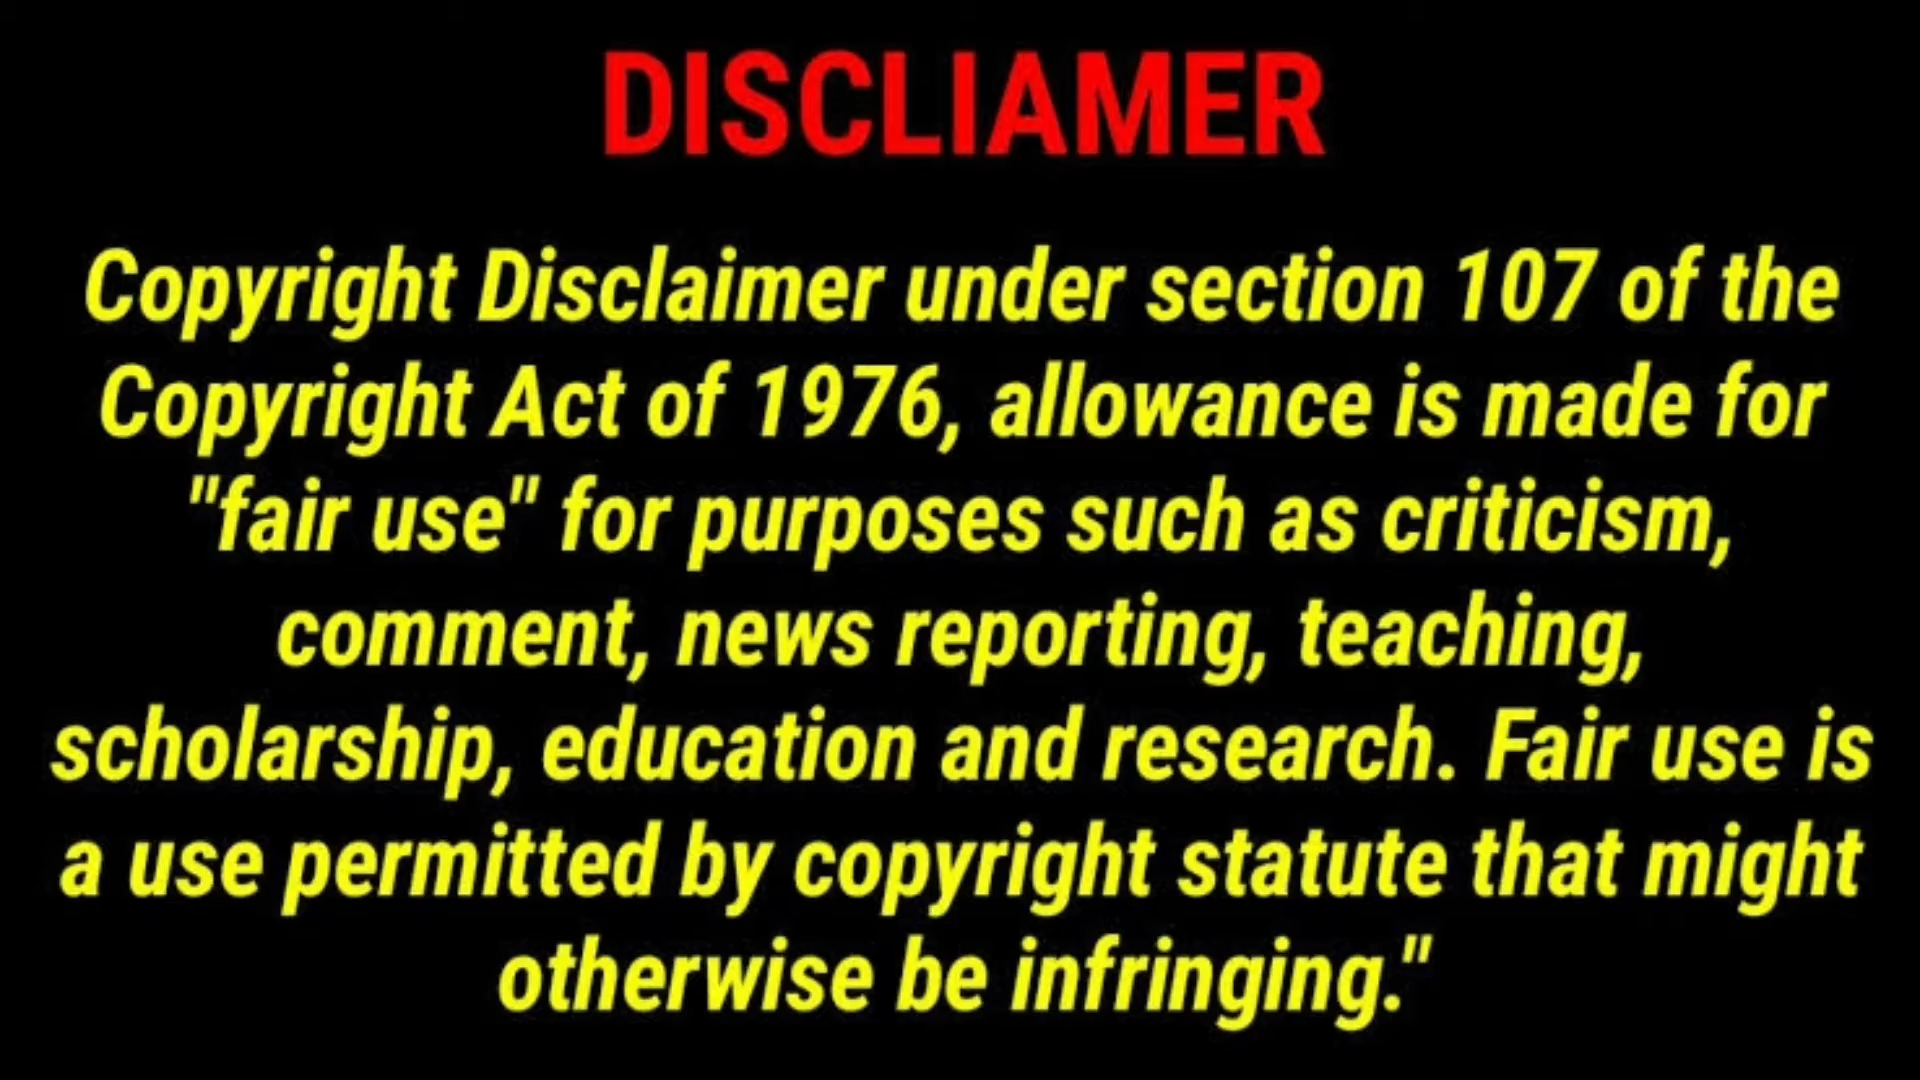 DISCLIAMER
Copyright Disclaimer under section 107 of the
Copyright Act of 1976, allowance is made for
"fair use" for purposes such as criticism,
comment, news reporting, teaching,
scholarship, education and research. Fair use is
a use permitted by copyright statute that might
otherwise be infringing."